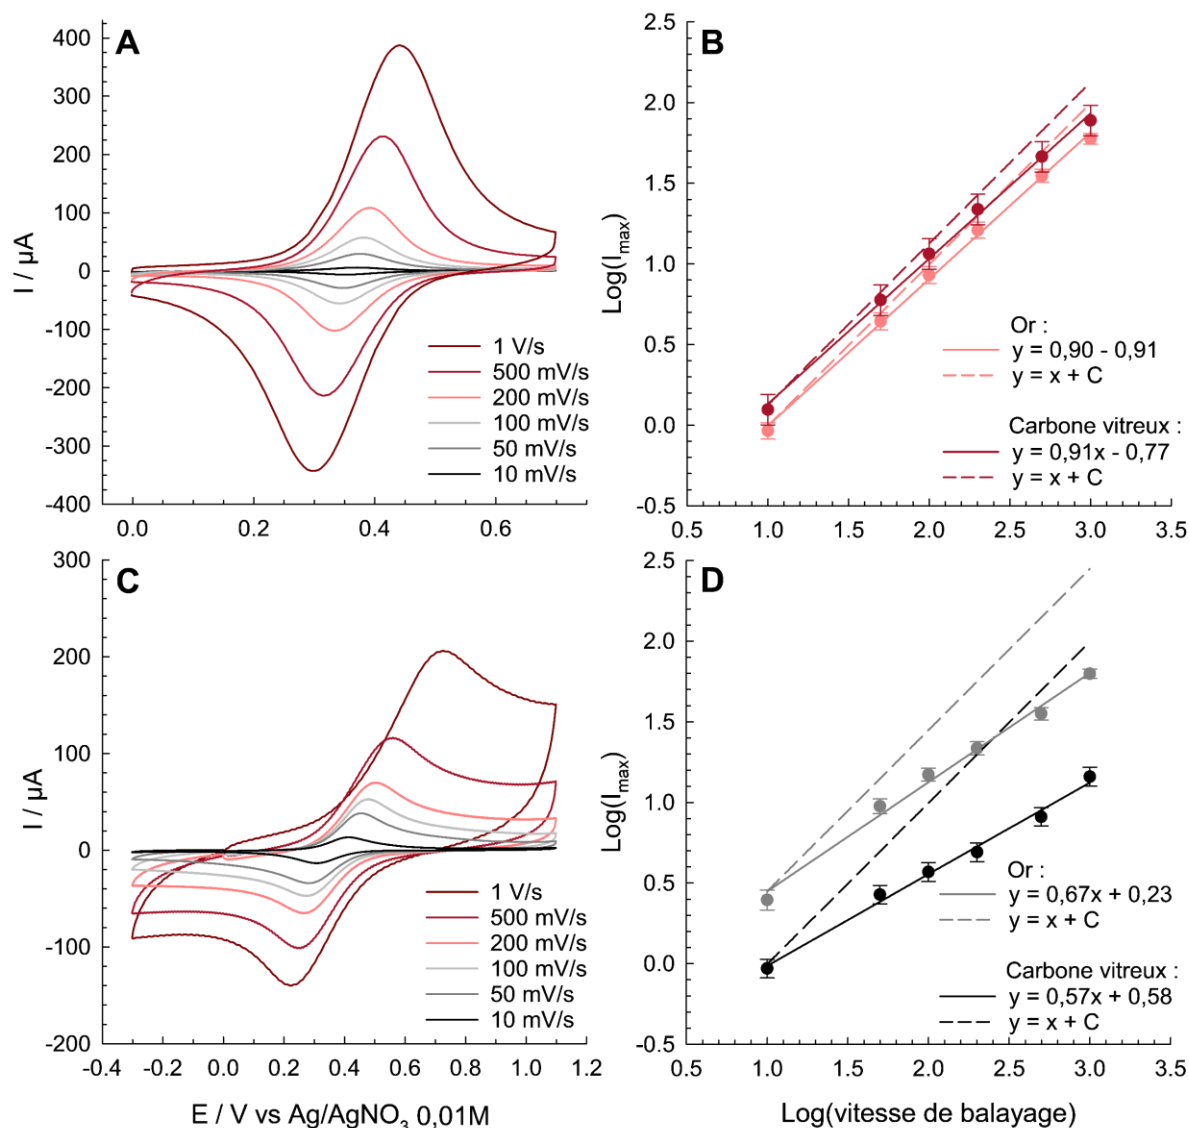 A
400
300
200
100
0
-100
-200
-300
-400
I / µA
1 V/s
500 mV/s
200 mV/s
100 mV/s
50 mV/s
10 mV/s
0.0 0.2 0.4 0.6
B
2.5
2.0
1.5
1.0
0.5
0.0
-0.5
Log(Imax)
Or :
y = 0,90 - 0,91
y = x + C
Carbone vitreux :
y = 0,91x - 0,77
y = x + C
0.5 1.0 1.5 2.0 2.5 3.0 3.5
C
300
200
100
0
-100
-200
I / µA
1 V/s
500 mV/s
200 mV/s
100 mV/s
50 mV/s
10 mV/s
-0.4 -0.2 0.0 0.2 0.4 0.6 0.8 1.0 1.2
E / V vs Ag/AgNO3 0,01M
D
2.5
2.0
1.5
1.0
0.5
0.0
-0.5
Log(Imax)
Or :
y = 0,67x + 0,23
y = x + C
Carbone vitreux :
y = 0,57x + 0,58
y = x + C
0.5 1.0 1.5 2.0 2.5 3.0 3.5
Log(vitesse de balayage)